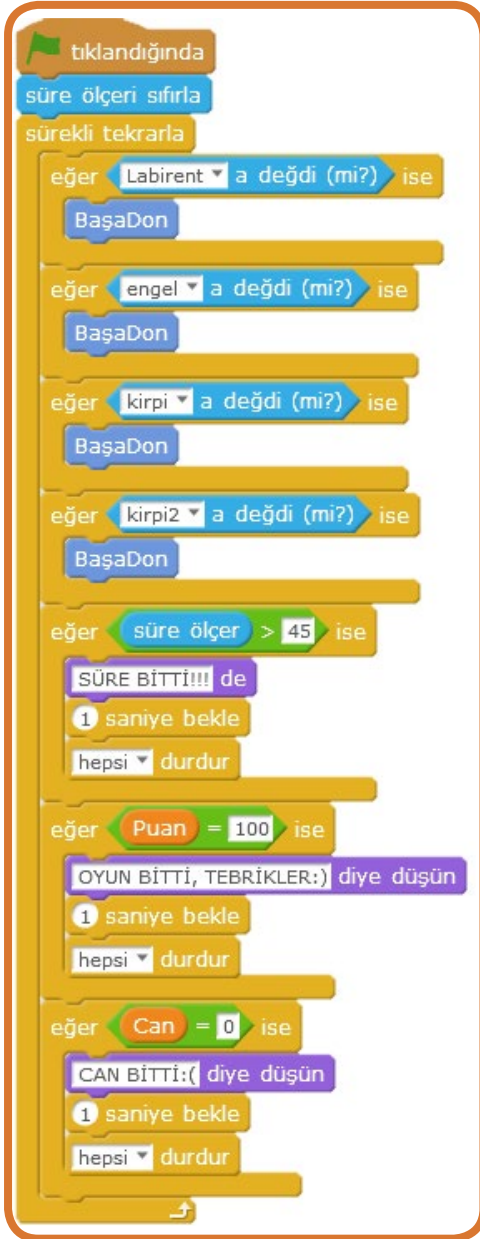 tıklandığında
süre ölçeri sıfırla
sürekli tekrarla
eğer Labirent a değdi (mi?) ise
BaşaDon
eğer engel a değdi (mi?) ise
BaşaDon
eğer kirpi a değdi (mi?) ise
BaşaDon
eğer kirpi2 a değdi (mi?) ise
BaşaDon
eğer süre ölçer > 45 ise
SÜRE BİTTİ!!! de
1 saniye bekle
hepsi durdur
eğer Puan = 100 ise
OYUN BİTTİ, TEBRİKLER:) diye düşün
1 saniye bekle
hepsi durdur
eğer Can = 0 ise
CAN BİTTİ:( diye düşün
1 saniye bekle
hepsi durdur